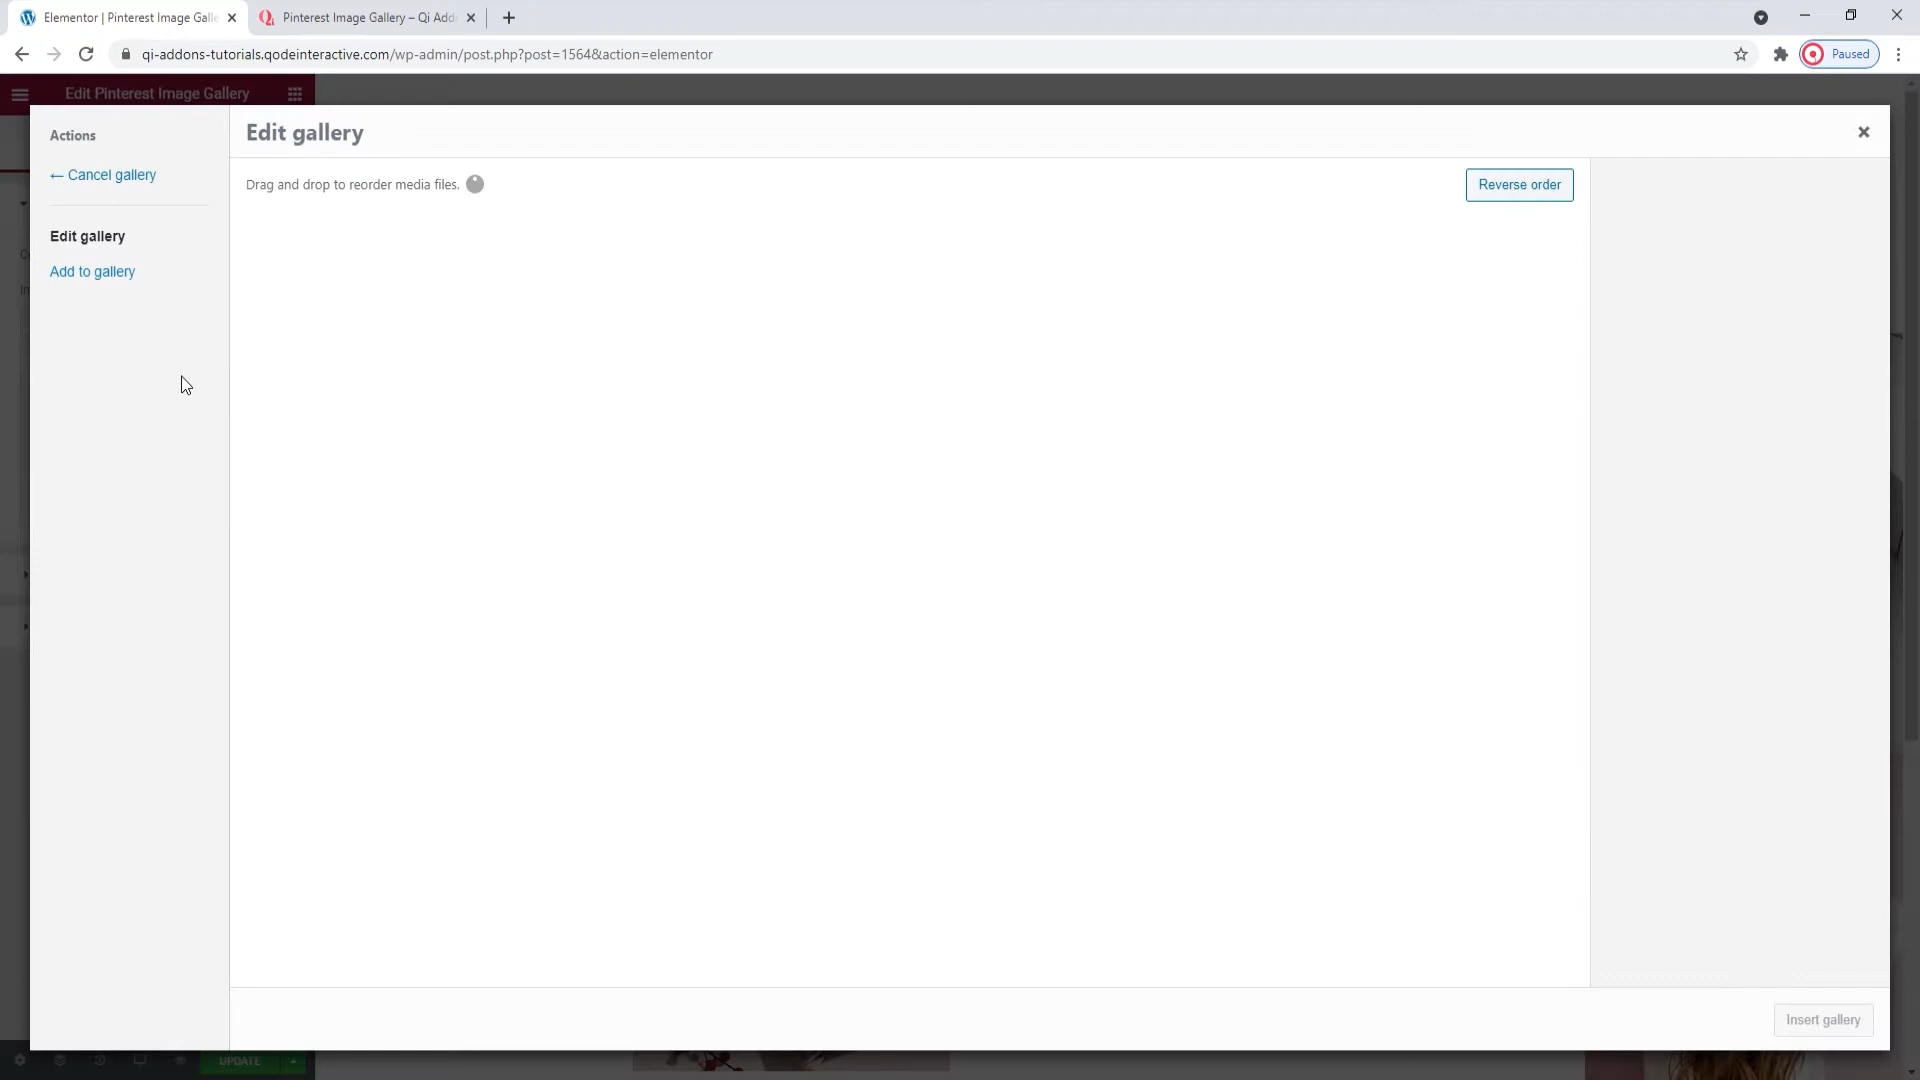 Elementor | Pinterest Image Galle
Pinterest Image Gallery – Qi Add
qi-addons-tutorials.qodeinteractive.com/wp-admin/post.php?post=1564&action=elementor
Paused
Edit Pinterest Image Gallery
Actions
Edit gallery
← Cancel gallery
Drag and drop to reorder media files.
Reverse order
Edit gallery
Add to gallery
Insert gallery
UPDATE